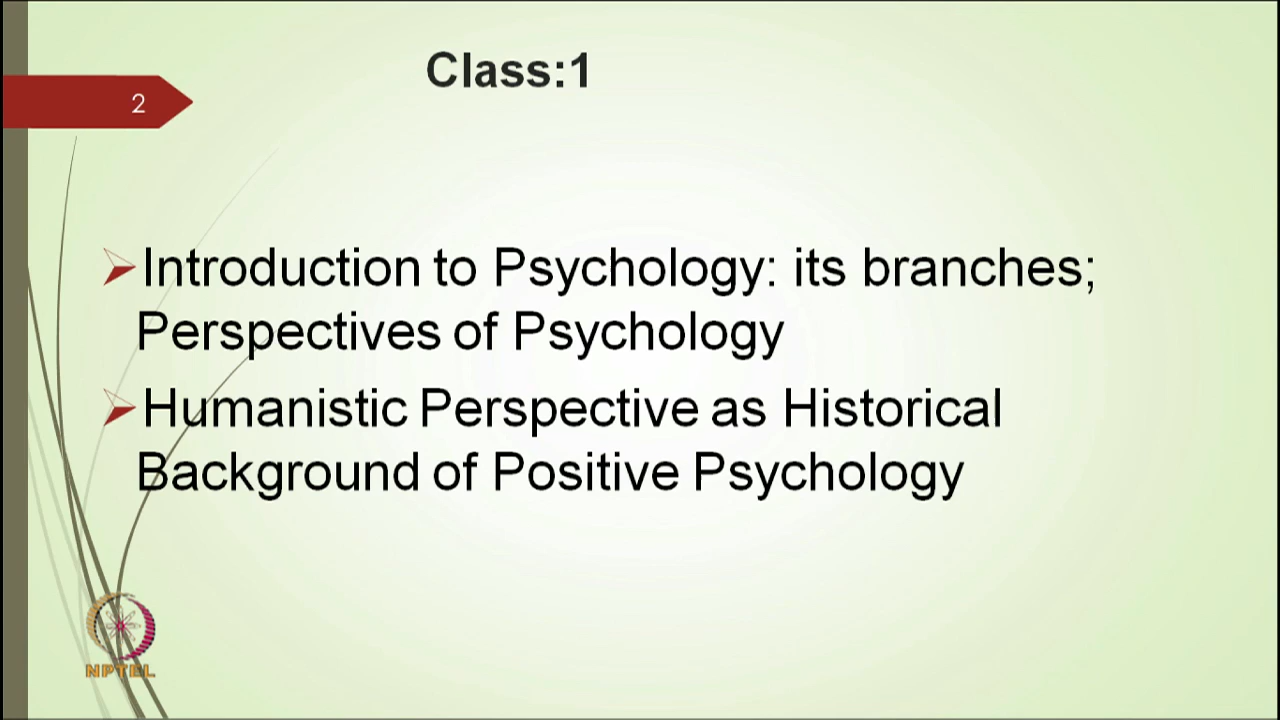 Class:1
2
Introduction to Psychology: its branches;
Perspectives of Psychology
Humanistic Perspective as Historical
Background of Positive Psychology
NPTEL